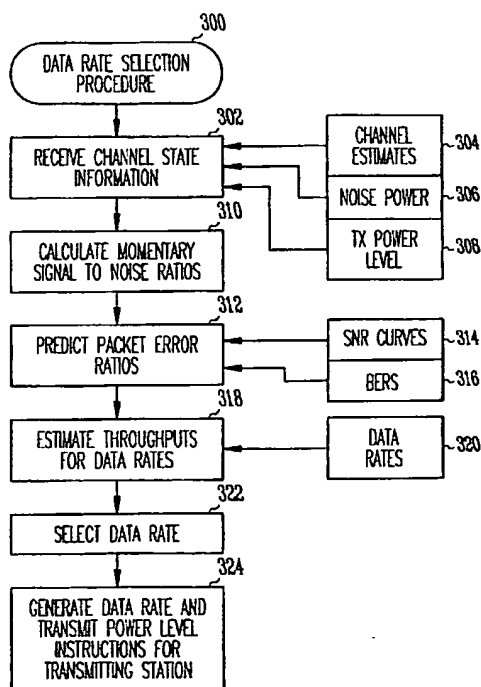 300
DATA RATE SELECTION
PROCEDURE
302
RECEIVE CHANNEL STATE
INFORMATION
CHANNEL
ESTIMATES
304
NOISE POWER
306
TX POWER
LEVEL
308
310
CALCULATE MOMENTARY
SIGNAL TO NOISE RATIOS
312
PREDICT PACKET ERROR
RATIOS
SNR CURVES
314
BERS
316
318
ESTIMATE THROUGHPUTS
FOR DATA RATES
DATA
RATES
320
322
SELECT DATA RATE
324
GENERATE DATA RATE AND
TRANSMIT POWER LEVEL
INSTRUCTIONS FOR
TRANSMITTING STATION